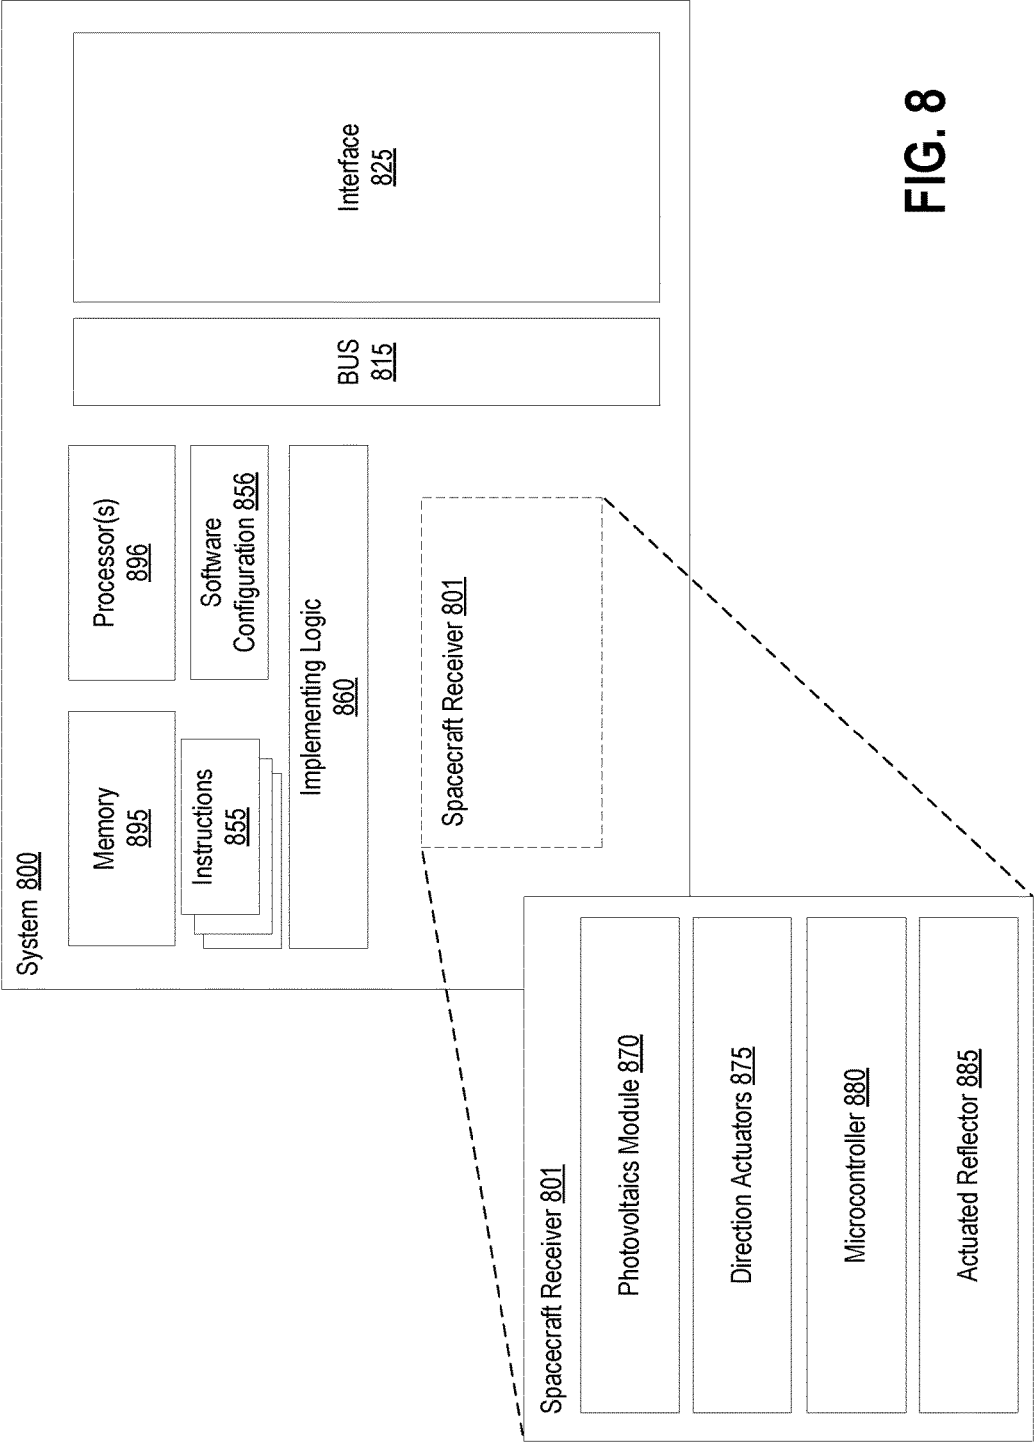 System 800
Memory
895
Processor(s)
896
Instructions
855
Software
Configuration 856
Implementing Logic
860
BUS
815
Interface
825
Spacecraft Receiver 801
Spacecraft Receiver 801
Photovoltaics Module 870
Direction Actuators 875
Microcontroller 880
Actuated Reflector 885
FIG. 8